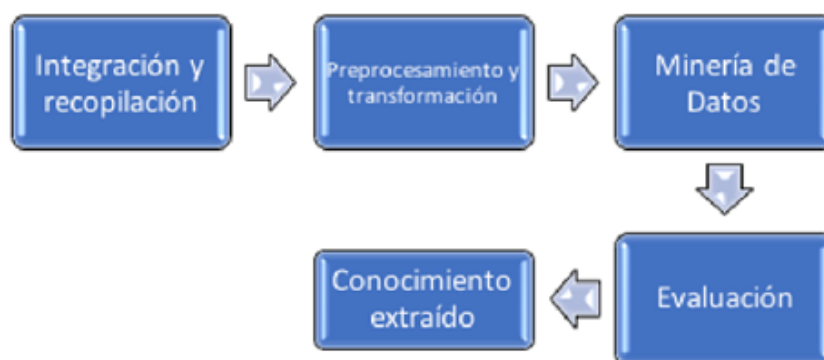 Integración y
recopilación
Preprocesamiento y
transformación
Minería de
Datos
Evaluación
Conocimiento
extraído